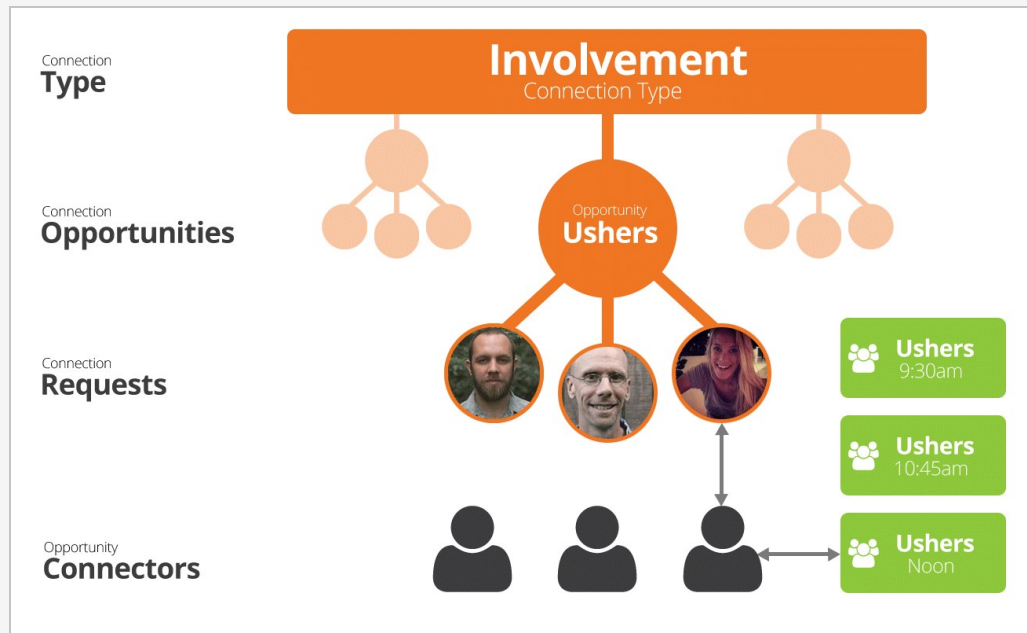 Connection
Type
Involvement
Connection Type
Connection
Opportunities
Opportunity
Ushers
Connection
Requests
Ushers
9:30am
Ushers
10:45am
Opportunity
Connectors
Ushers
Noon